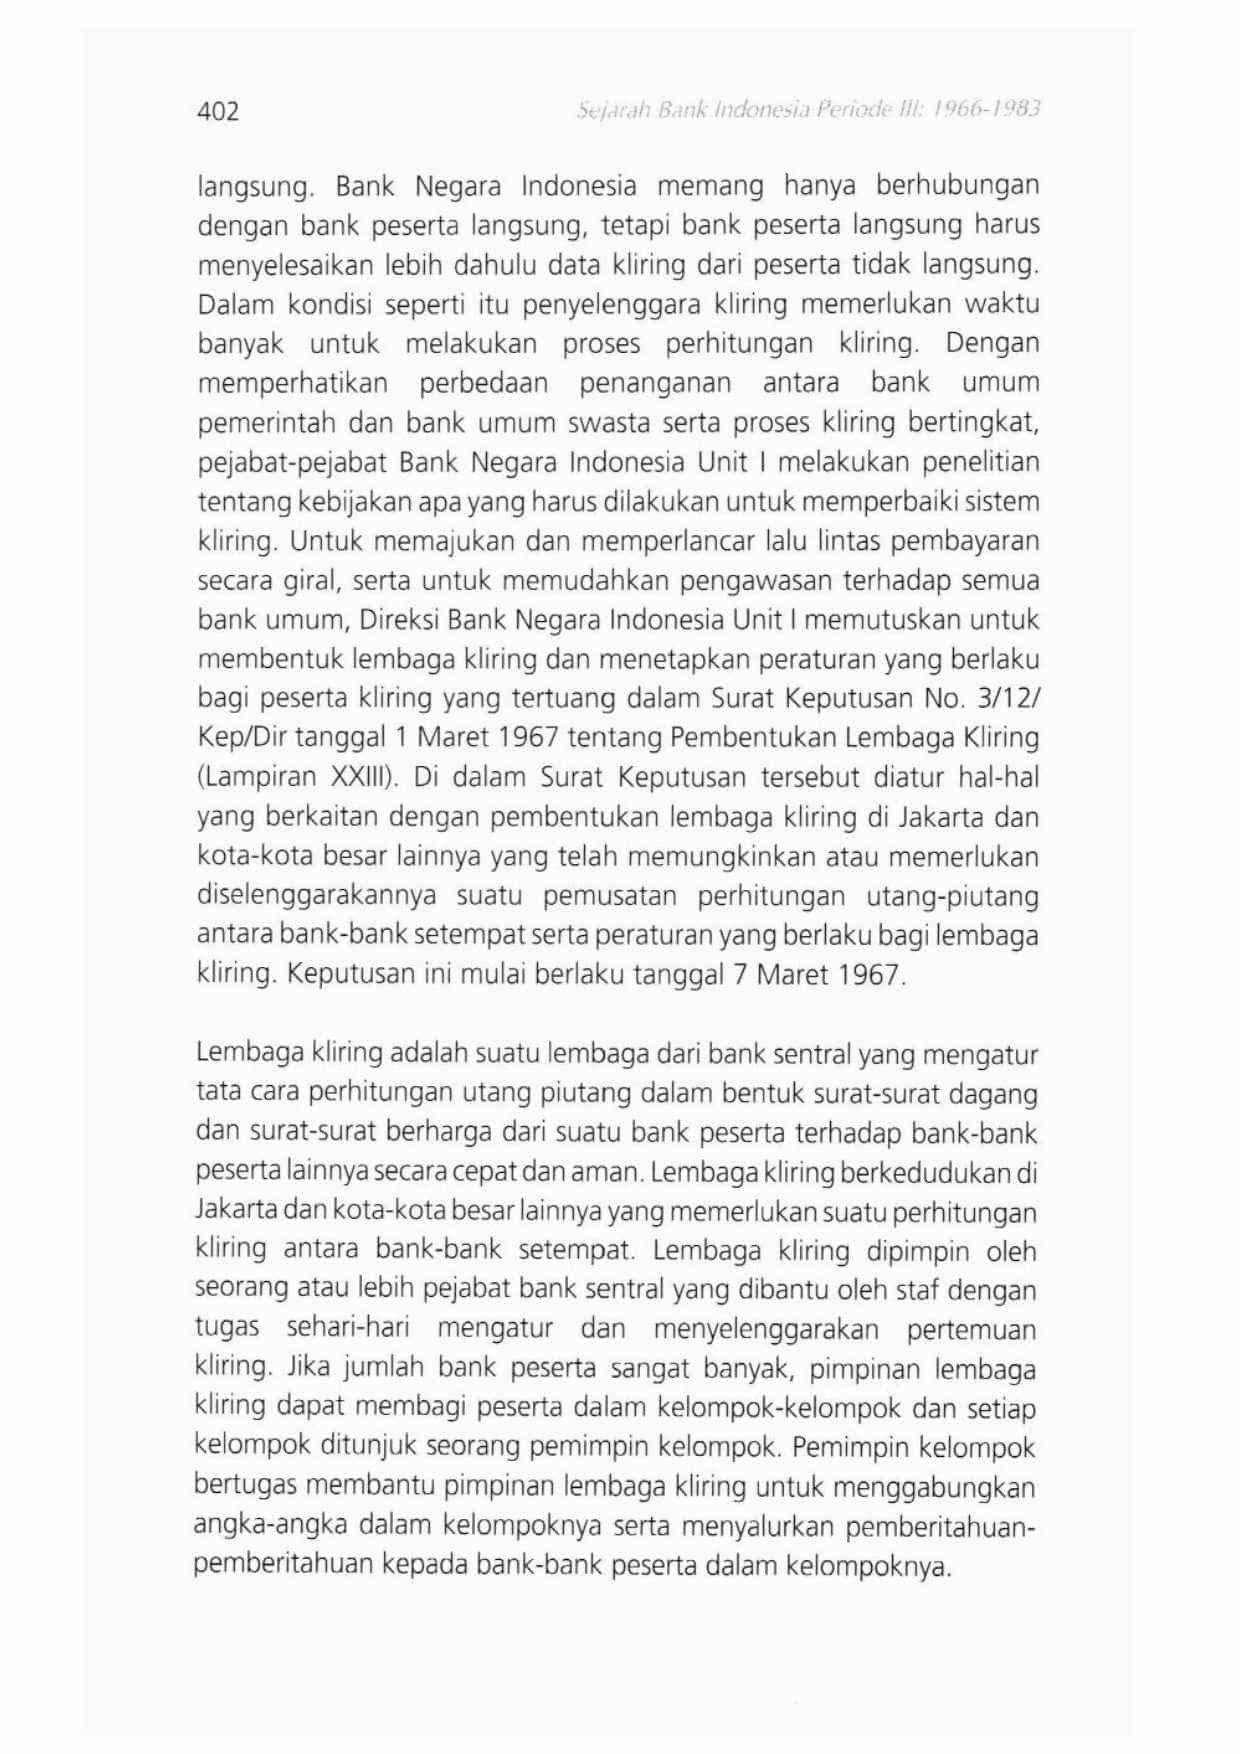 402
Sejarah Bank Indonesia Periode III: 1966-1983
langsung. Bank Negara Indonesia memang hanya berhubungan
dengan bank peserta langsung, tetapi bank peserta langsung harus
menyelesaikan lebih dahulu data kliring dari peserta tidak langsung.
Dalam kondisi seperti itu penyelenggara kliring memerlukan waktu
banyak untuk melakukan proses perhitungan kliring. Dengan
memperhatikan perbedaan penanganan antara bank umum
pemerintah dan bank umum swasta serta proses kliring bertingkat,
pejabat-pejabat Bank Negara Indonesia Unit I melakukan penelitian
tentang kebijakan apa yang harus dilakukan untuk memperbaiki sistem
kliring. Untuk memajukan dan memperlancar lalu lintas pembayaran
secara giral, serta untuk memudahkan pengawasan terhadap semua
bank umum, Direksi Bank Negara Indonesia Unit I memutuskan untuk
membentuk lembaga kliring dan menetapkan peraturan yang berlaku
bagi peserta kliring yang tertuang dalam Surat Keputusan No. 3/12/
Kep/Dir tanggal 1 Maret 1967 tentang Pembentukan Lembaga Kliring
(Lampiran XXIII). Di dalam Surat Keputusan tersebut diatur hal-hal
yang berkaitan dengan pembentukan lembaga kliring di Jakarta dan
kota-kota besar lainnya yang telah memungkinkan atau memerlukan
diselenggarakannya suatu pemusatan perhitungan utang-piutang
antara bank-bank setempat serta peraturan yang berlaku bagi lembaga
kliring. Keputusan ini mulai berlaku tanggal 7 Maret 1967.
Lembaga kliring adalah suatu lembaga dari bank sentral yang mengatur
tata cara perhitungan utang piutang dalam bentuk surat-surat dagang
dan surat-surat berharga dari suatu bank peserta terhadap bank-bank
peserta lainnya secara cepat dan aman. Lembaga kliring berkedudukan di
Jakarta dan kota-kota besar lainnya yang memerlukan suatu perhitungan
kliring antara bank-bank setempat. Lembaga kliring dipimpin oleh
seorang atau lebih pejabat bank sentral yang dibantu oleh staf dengan
tugas sehari-hari mengatur dan menyelenggarakan pertemuan
kliring. Jika jumlah bank peserta sangat banyak, pimpinan lembaga
kliring dapat membagi peserta dalam kelompok-kelompok dan setiap
kelompok ditunjuk seorang pemimpin kelompok. Pemimpin kelompok
bertugas membantu pimpinan lembaga kliring untuk menggabungkan
angka-angka dalam kelompoknya serta menyalurkan pemberitahuan-
pemberitahuan kepada bank-bank peserta dalam kelompoknya.